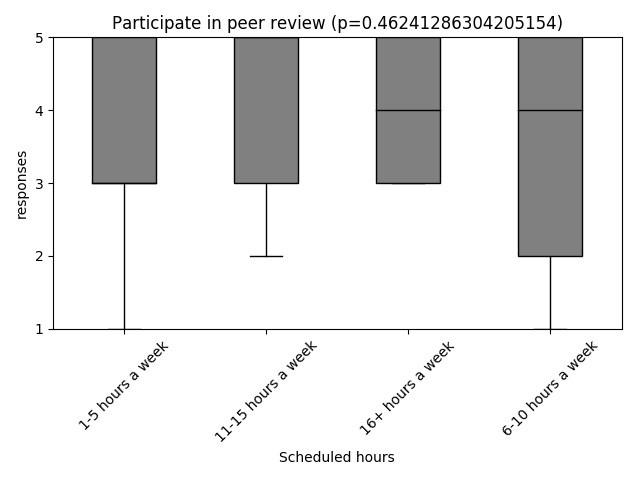 Participate in peer review (p=0.46241286304205154)
responses
5
4
3
2
1
1-5 hours a week
11-15 hours a week
16+ hours a week
6-10 hours a week
Scheduled hours